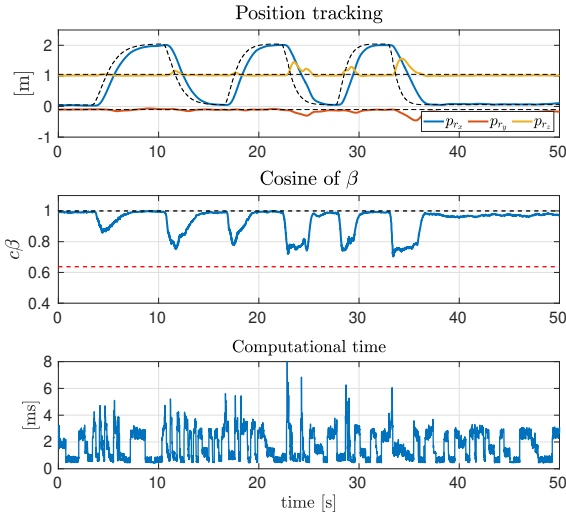 Position tracking
[m]
2
1
0
-1
p_{r_x} p_{r_y} p_{r_z}
0 10 20 30 40 50
Cosine of β
cβ
1
0.8
0.6
0.4
0 10 20 30 40 50
Computational time
[ms]
8
6
4
2
0
0 10 20 30 40 50
time [s]